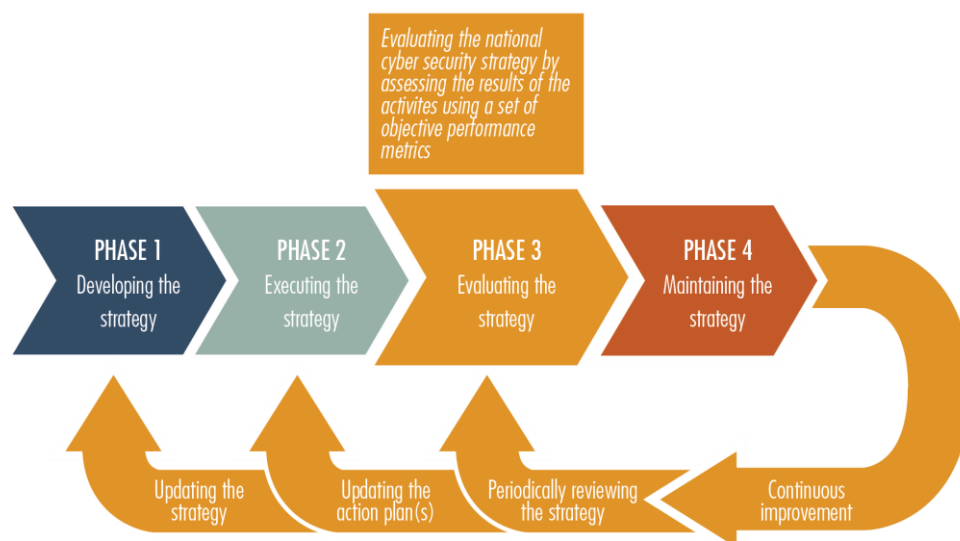 Evaluating the national
cyber security strategy by
assessing the results of the
activites using a set of
objective performance
metrics
PHASE 1
Developing the
strategy
PHASE 2
Executing the
strategy
PHASE 3
Evaluating the
strategy
PHASE 4
Maintaining the
strategy
Updating the
strategy
Updating the
action plan(s)
Periodically reviewing
the strategy
Continuous
improvement